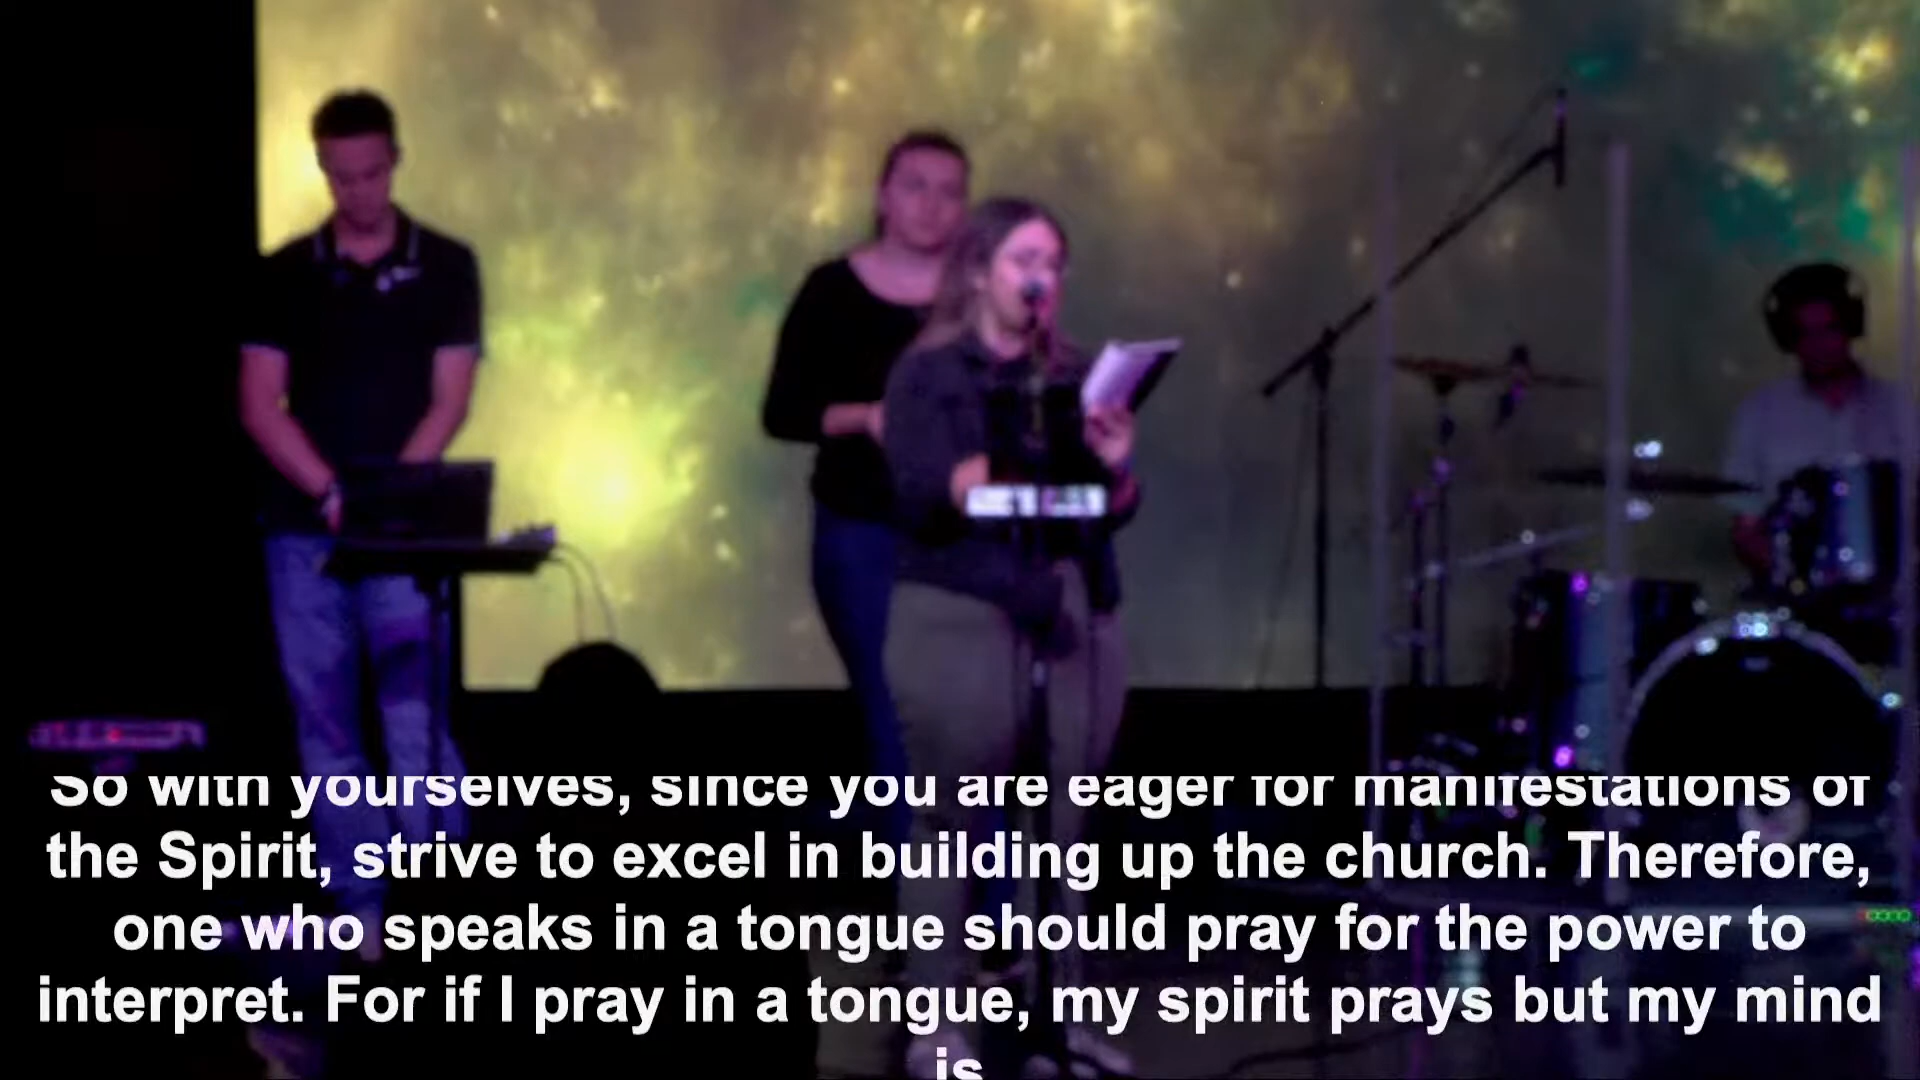 So with yourselves, since you are eager for manifestations of
the Spirit, strive to excel in building up the church. Therefore,
one who speaks in a tongue should pray for the power to
interpret. For if I pray in a tongue, my spirit prays but my mind
is